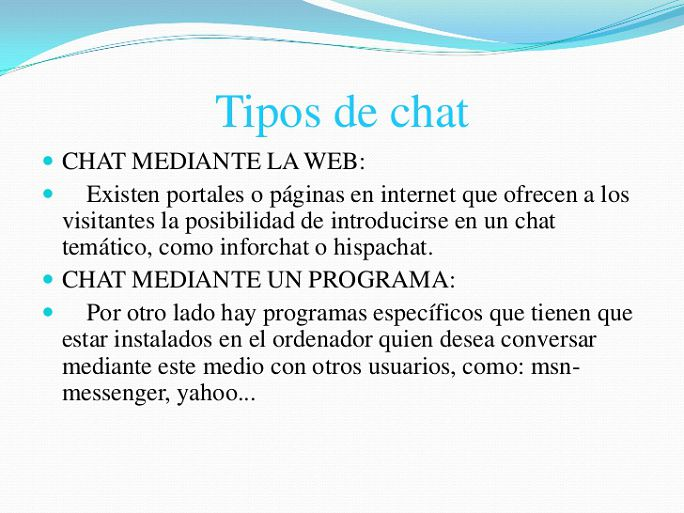 Tipos de chat
CHAT MEDIANTE LA WEB:
Existen portales o páginas en internet que ofrecen a los
visitantes la posibilidad de introducirse en un chat
temático, como inforchat o hispachat.
CHAT MEDIANTE UN PROGRAMA:
Por otro lado hay programas específicos que tienen que
estar instalados en el ordenador quien desea conversar
mediante este medio con otros usuarios, como: msn-
messenger, yahoo...